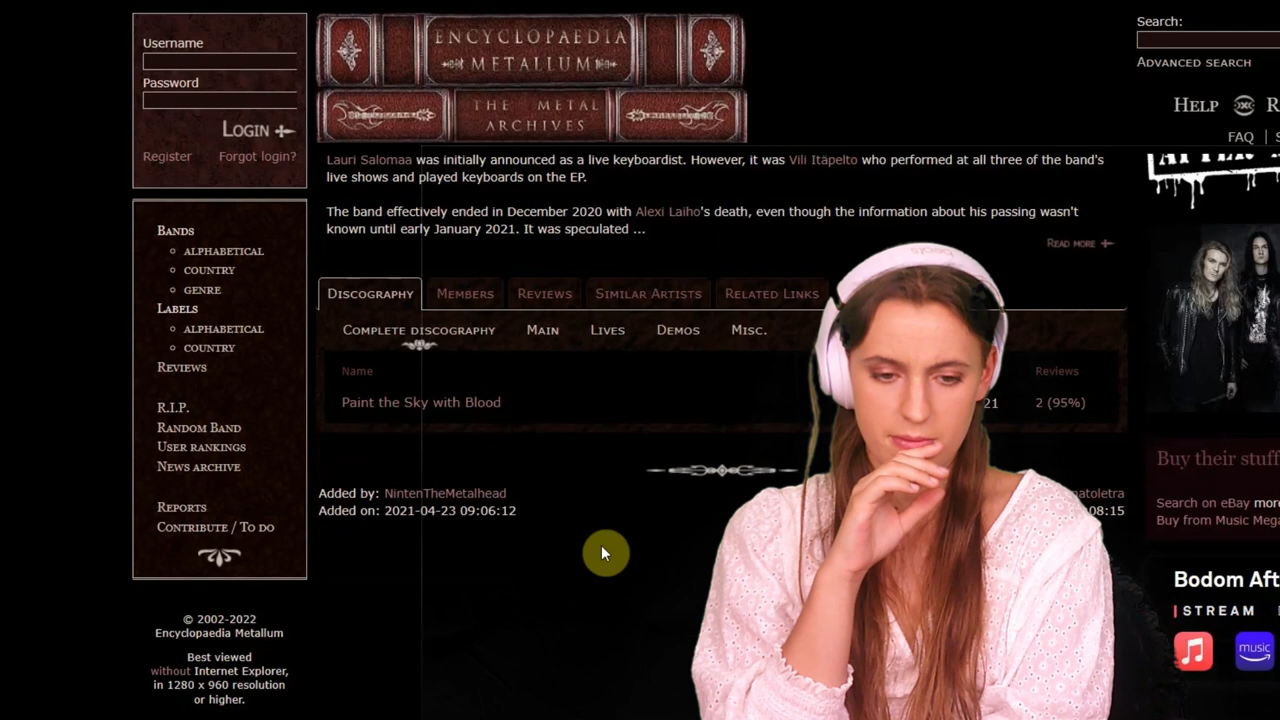 Username
Password
LOGIN
Register Forgot login?
ENCYCLOPAEDIA
METALLUM
THE METAL
ARCHIVES
Search:
ADVANCED SEARCH
HELP
FAQ
Lauri Salomaa was initially announced as a live keyboardist. However, it was Vili Itäpelto who performed at all three of the band's
live shows and played keyboards on the EP.
The band effectively ended in December 2020 with Alexi Laiho's death, even though the information about his passing wasn't
known until early January 2021. It was speculated ...
READ MORE
BANDS
ALPHABETICAL
COUNTRY
GENRE
LABELS
ALPHABETICAL
COUNTRY
REVIEWS
R.I.P.
RANDOM BAND
USER RANKINGS
NEWS ARCHIVE
REPORTS
CONTRIBUTE / TO DO
DISCOGRAPHY MEMBERS REVIEWS SIMILAR ARTISTS RELATED LINKS
COMPLETE DISCOGRAPHY MAIN LIVES DEMOS MISC.
Name Reviews
Paint the Sky with Blood 21 2 (95%)
Added by: NintenTheMetalhead
Added on: 2021-04-23 09:06:12
08:15
Buy their stuff
Search on eBay
Buy from Music
Bodom
STREAM
music
© 2002-2022
Encyclopaedia Metallum
Best viewed
without Internet Explorer,
in 1280 x 960 resolution
or higher.